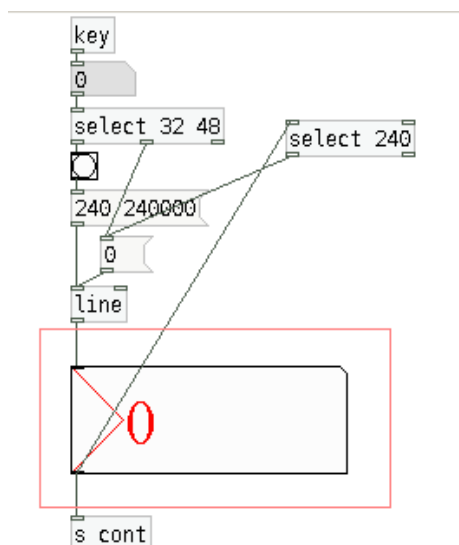 key
0
select 32 48
select 240
240 240000
0
line
0
s cont